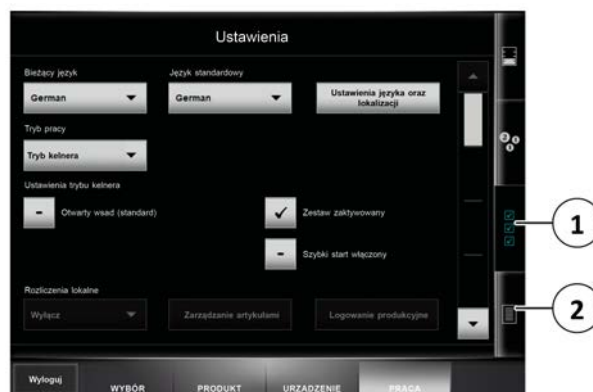 Ustawienia
Bieżący język
Język standardowy
German
German
Ustawienia języka oraz
lokalizacji
Tryb pracy
Tryb kelnera
Ustawienia trybu kelnera
Otwarty wsad (standard)
Zestaw zaktywowany
Szybki start włączony
Rozliczenia lokalne
Wyłącz
Zarządzanie artykułami
Logowanie produkcyjne
Wyloguj
WYBÓR
PRODUKT
URZĄDZENIE
PRACA
1
2